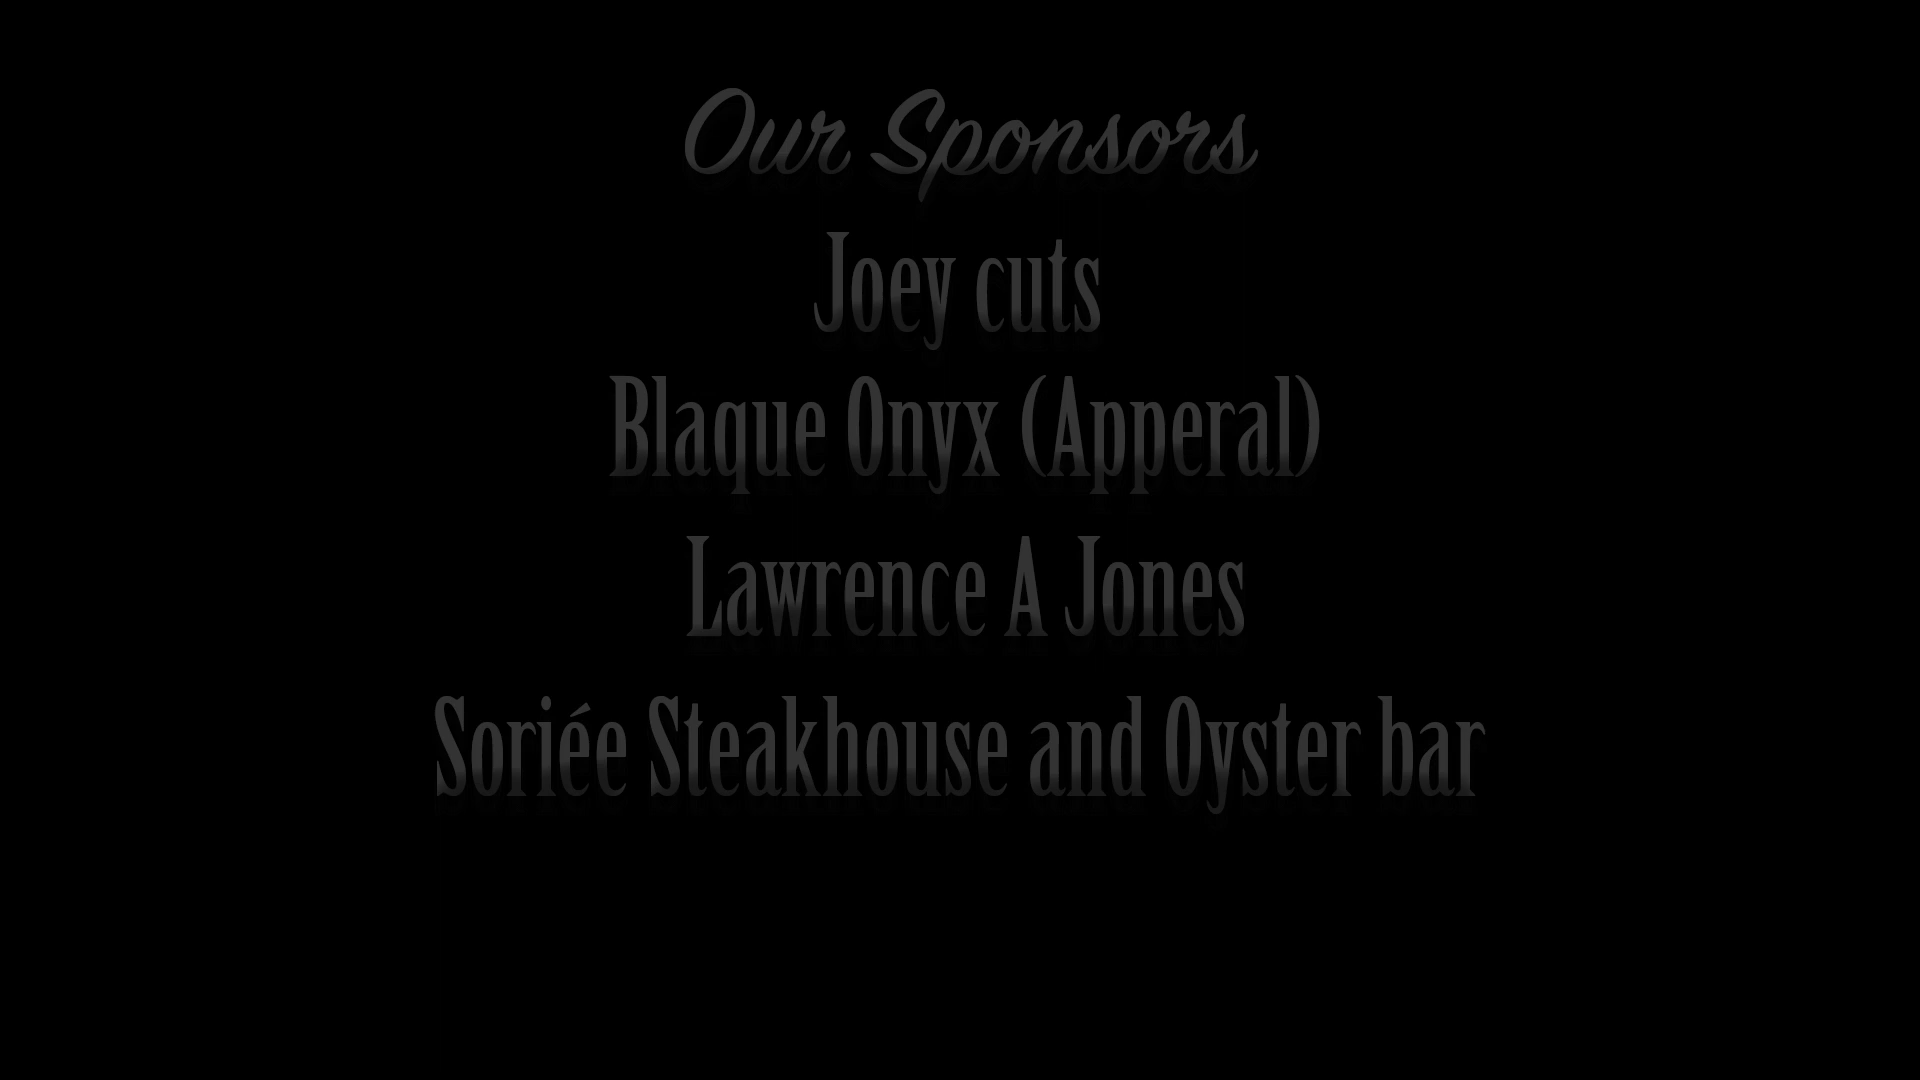 Our Sponsors
Joey cuts
Blaque Onyx (Apperal)
Lawrence A Jones
Soriée Steakhouse and Oyster bar